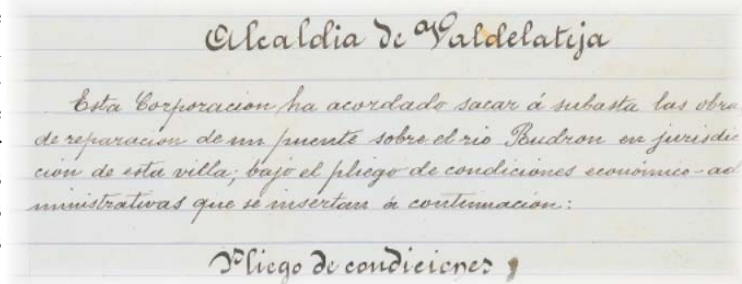 Alcaldia de Valdelateja
Esta Corporacion ha acordado sacar á subasta las obra
de reparacion de un puente sobre el rio Rudron en jurisdic
cion de esta villa, bajo el pliego de condiciones económico-ad
ministrativas que se insertan á continuacion:
Pliego de condiciones